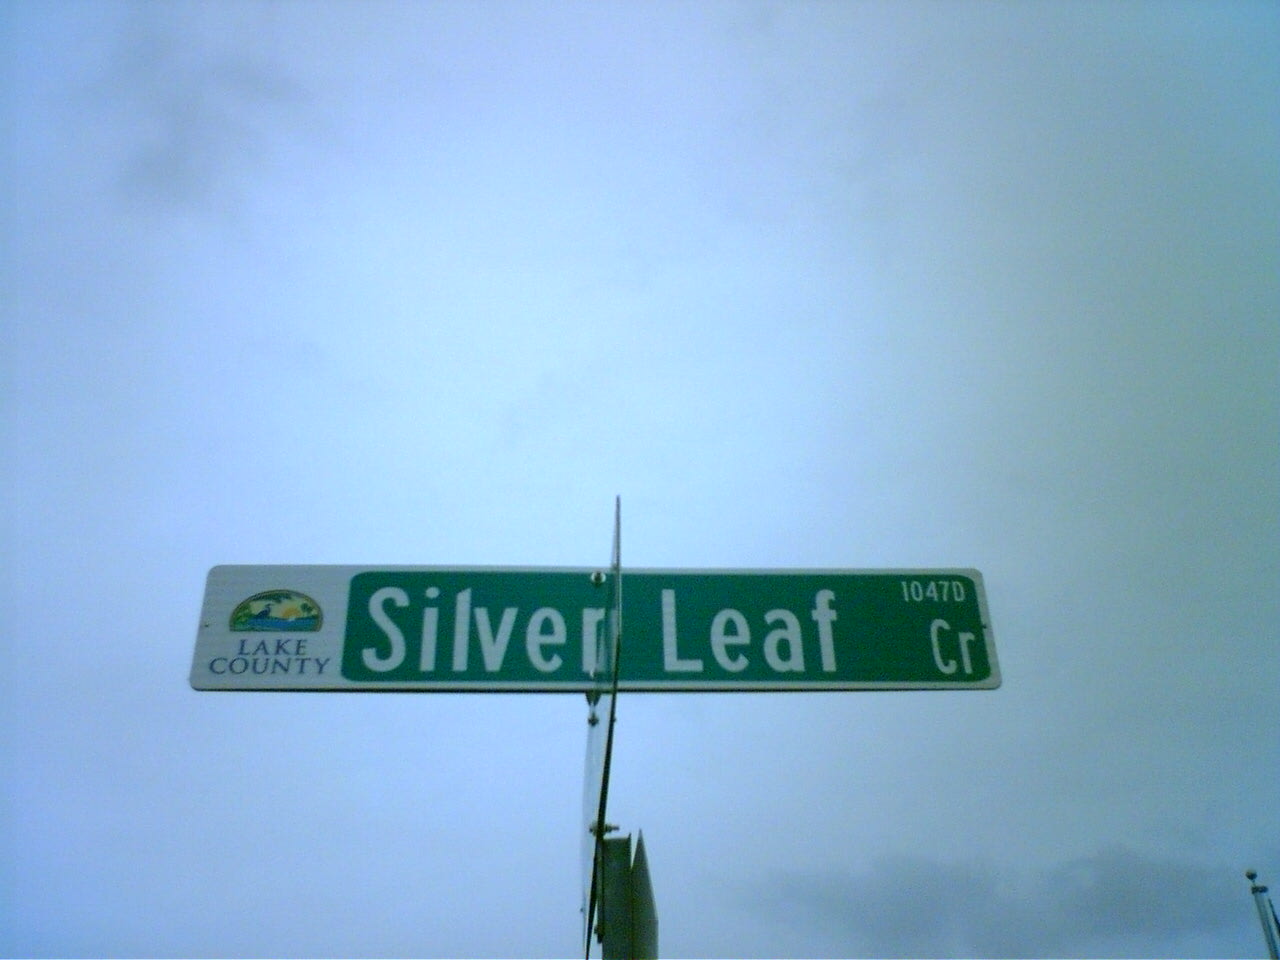 LAKE
COUNTY
Silver Leaf
1047D
Cr